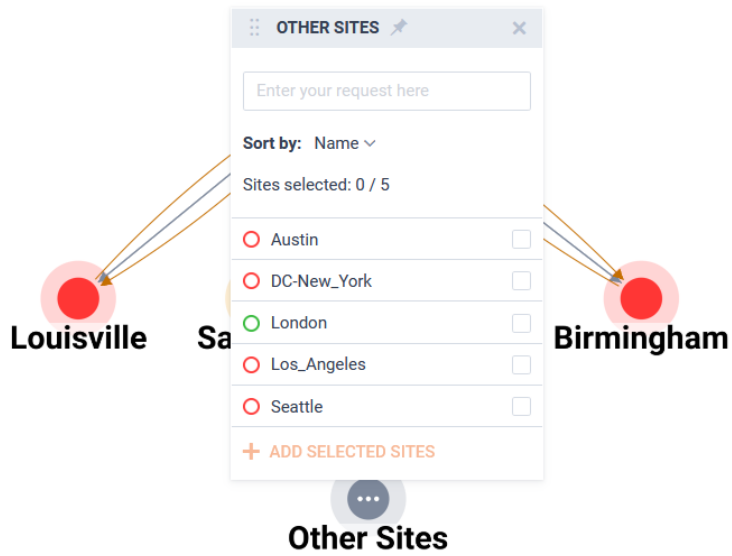 OTHER SITES
Enter your request here
Sort by: Name
Sites selected: 0 / 5
Austin
DC-New_York
London
Los_Angeles
Seattle
ADD SELECTED SITES
Louisville
Sa
Birmingham
Other Sites